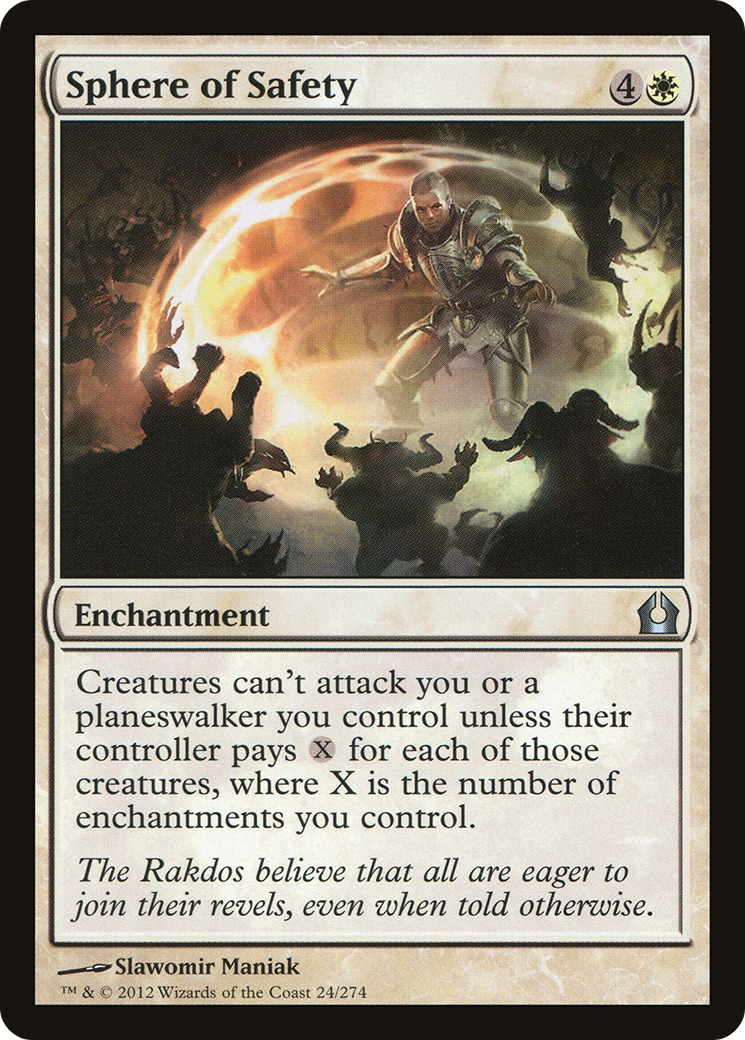 Sphere of Safety 4
Enchantment
Creatures can't attack you or a
planeswalker you control unless their
controller pays X for each of those
creatures, where X is the number of
enchantments you control.
The Rakdos believe that all are eager to
join their revels, even when told otherwise.
Slawomir Maniak
™ & © 2012 Wizards of the Coast 24/274